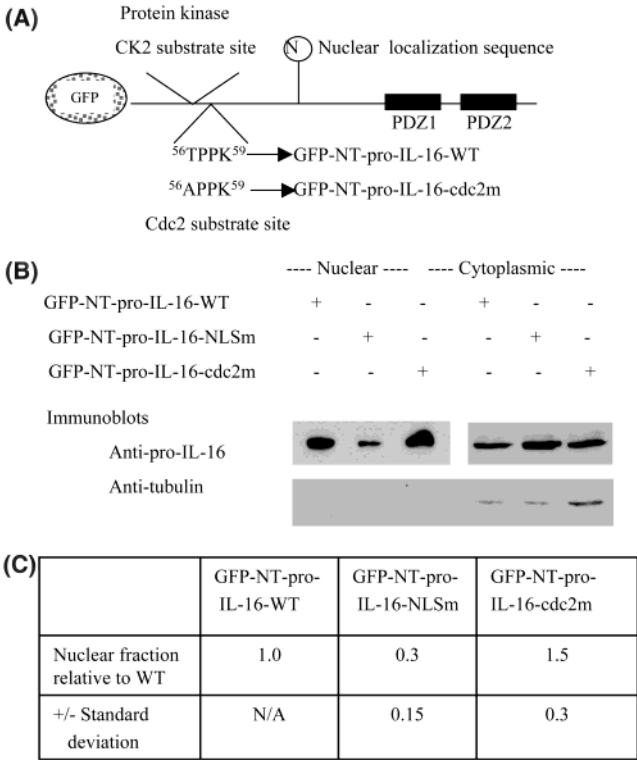 (A)
Protein kinase
CK2 substrate site
N Nuclear localization sequence
GFP
PDZ1 PDZ2
⁵⁶TPPK⁵⁹ GFP-NT-pro-IL-16-WT
⁵⁶APPK⁵⁹ GFP-NT-pro-IL-16-cdc2m
Cdc2 substrate site
(B)
---- Nuclear ---- ---- Cytoplasmic ----
GFP-NT-pro-IL-16-WT + - - + - -
GFP-NT-pro-IL-16-NLSm - + - - + -
GFP-NT-pro-IL-16-cdc2m - - + - - +
Immunoblots
Anti-pro-IL-16
Anti-tubulin
(C)
GFP-NT-pro- GFP-NT-pro- GFP-NT-pro-
IL-16-WT IL-16-NLSm IL-16-cdc2m
Nuclear fraction 1.0 0.3 1.5
relative to WT
+/- Standard N/A 0.15 0.3
deviation